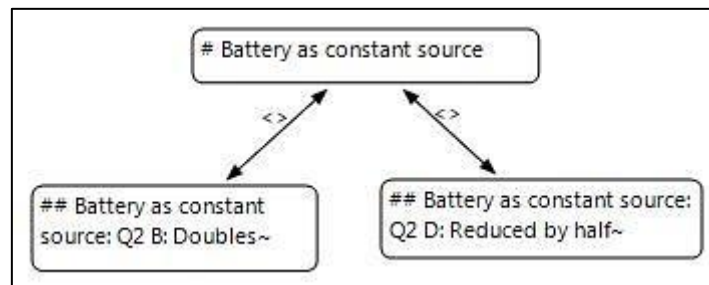 # Battery as constant source
<>
<>
## Battery as constant
source: Q2 B: Doubles~
## Battery as constant source:
Q2 D: Reduced by half~